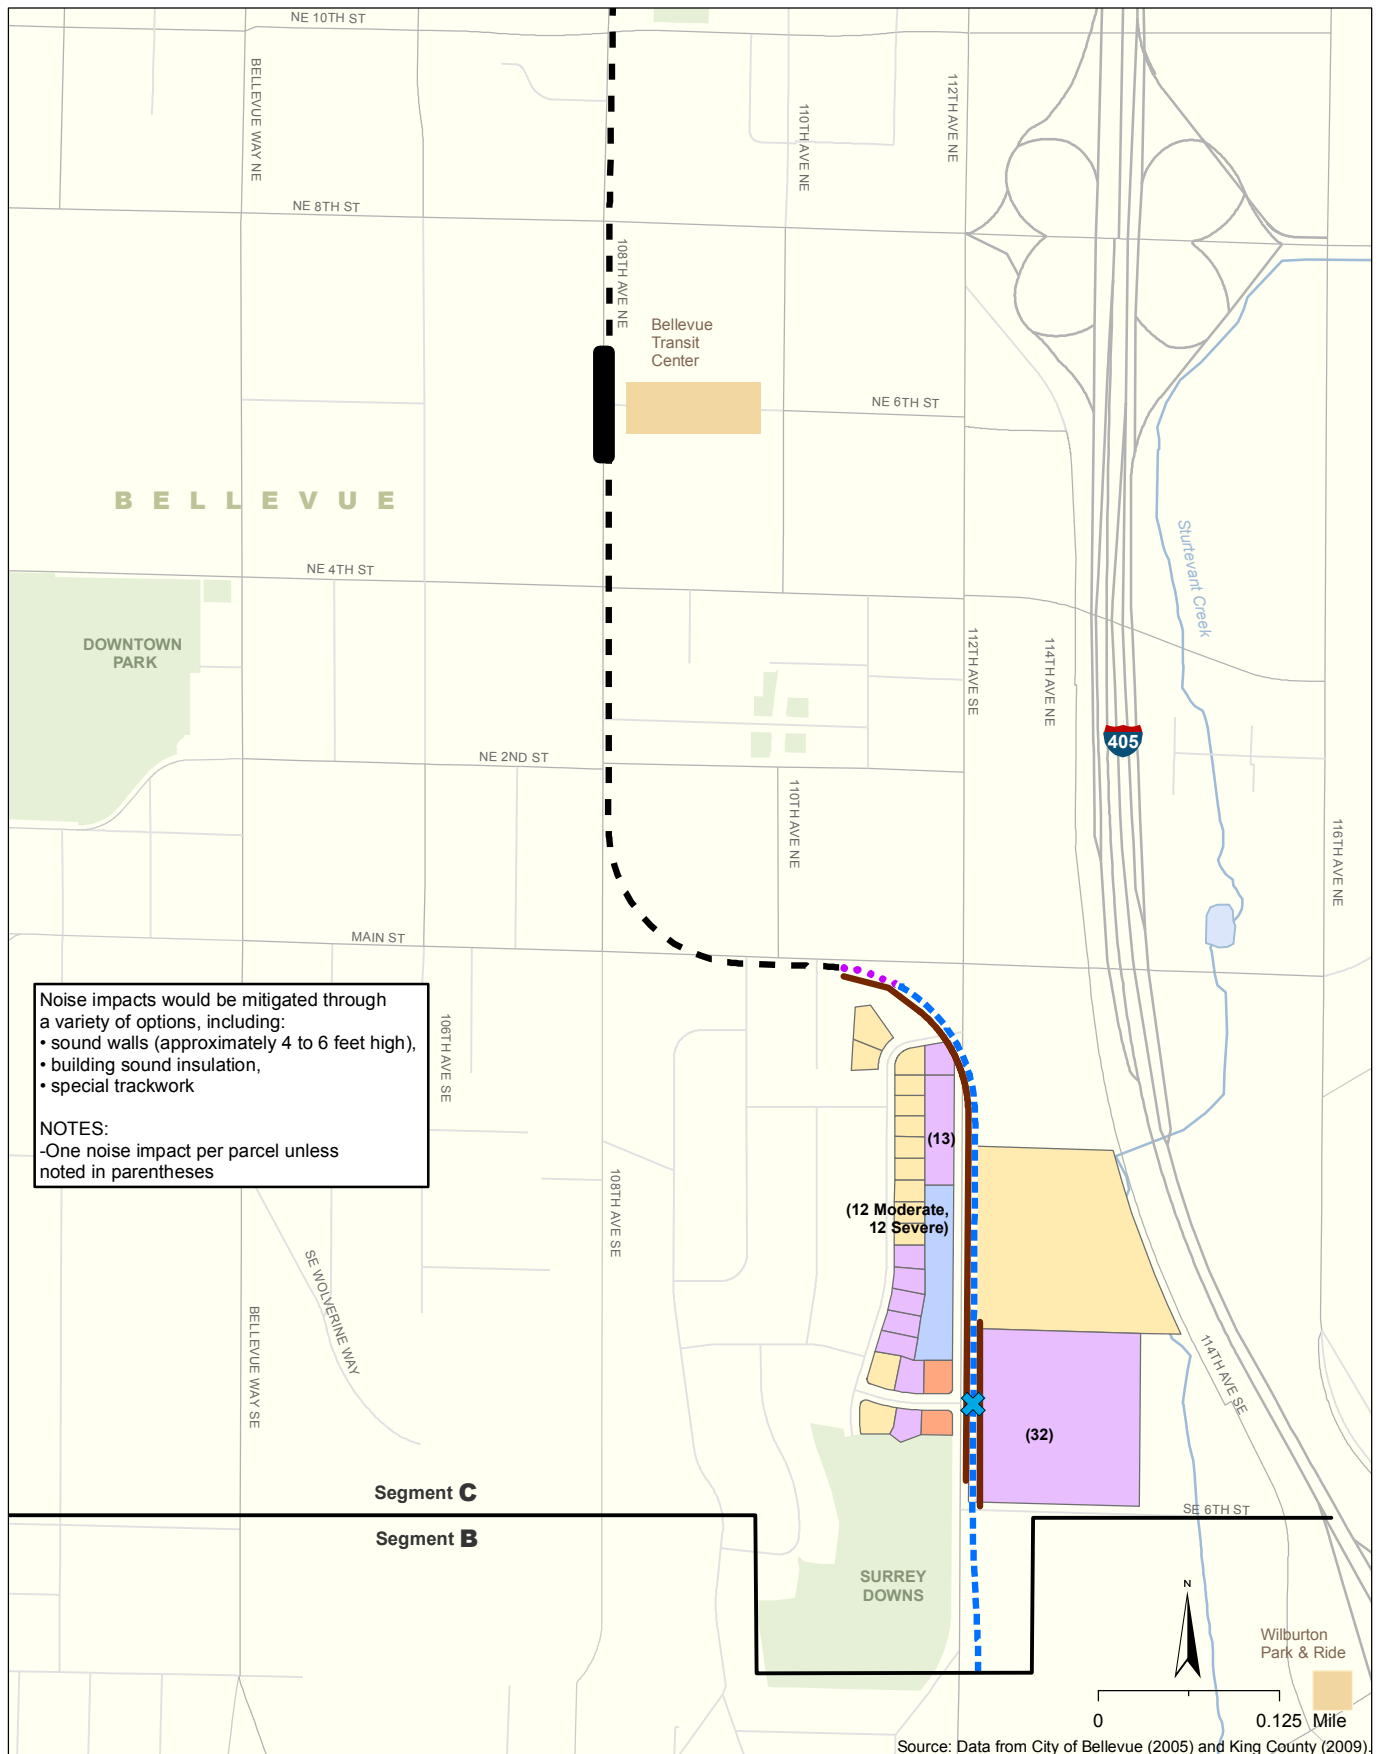 NE 10TH ST
BELLEVUE WAY NE
110TH AVE NE
112TH AVE NE
NE 8TH ST
108TH AVE NE
Bellevue
Transit
Center
NE 6TH ST
BELLEVUE
Sturtevant Creek
NE 4TH ST
DOWNTOWN
PARK
112TH AVE SE
114TH AVE NE
405
NE 2ND ST
110TH AVE NE
116TH AVE NE
MAIN ST
Noise impacts would be mitigated through
a variety of options, including:
• sound walls (approximately 4 to 6 feet high),
• building sound insulation,
• special trackwork
NOTES:
-One noise impact per parcel unless
noted in parentheses
106TH AVE SE
(13)
108TH AVE SE
(12 Moderate,
12 Severe)
SE WOLVERINE WAY
BELLEVUE WAY SE
114TH AVE SE
(32)
Segment C
SE 6TH ST
Segment B
SURREY
DOWNS
N
Wilburton
Park & Ride
0 0.125 Mile
Source: Data from City of Bellevue (2005) and King County (2009).